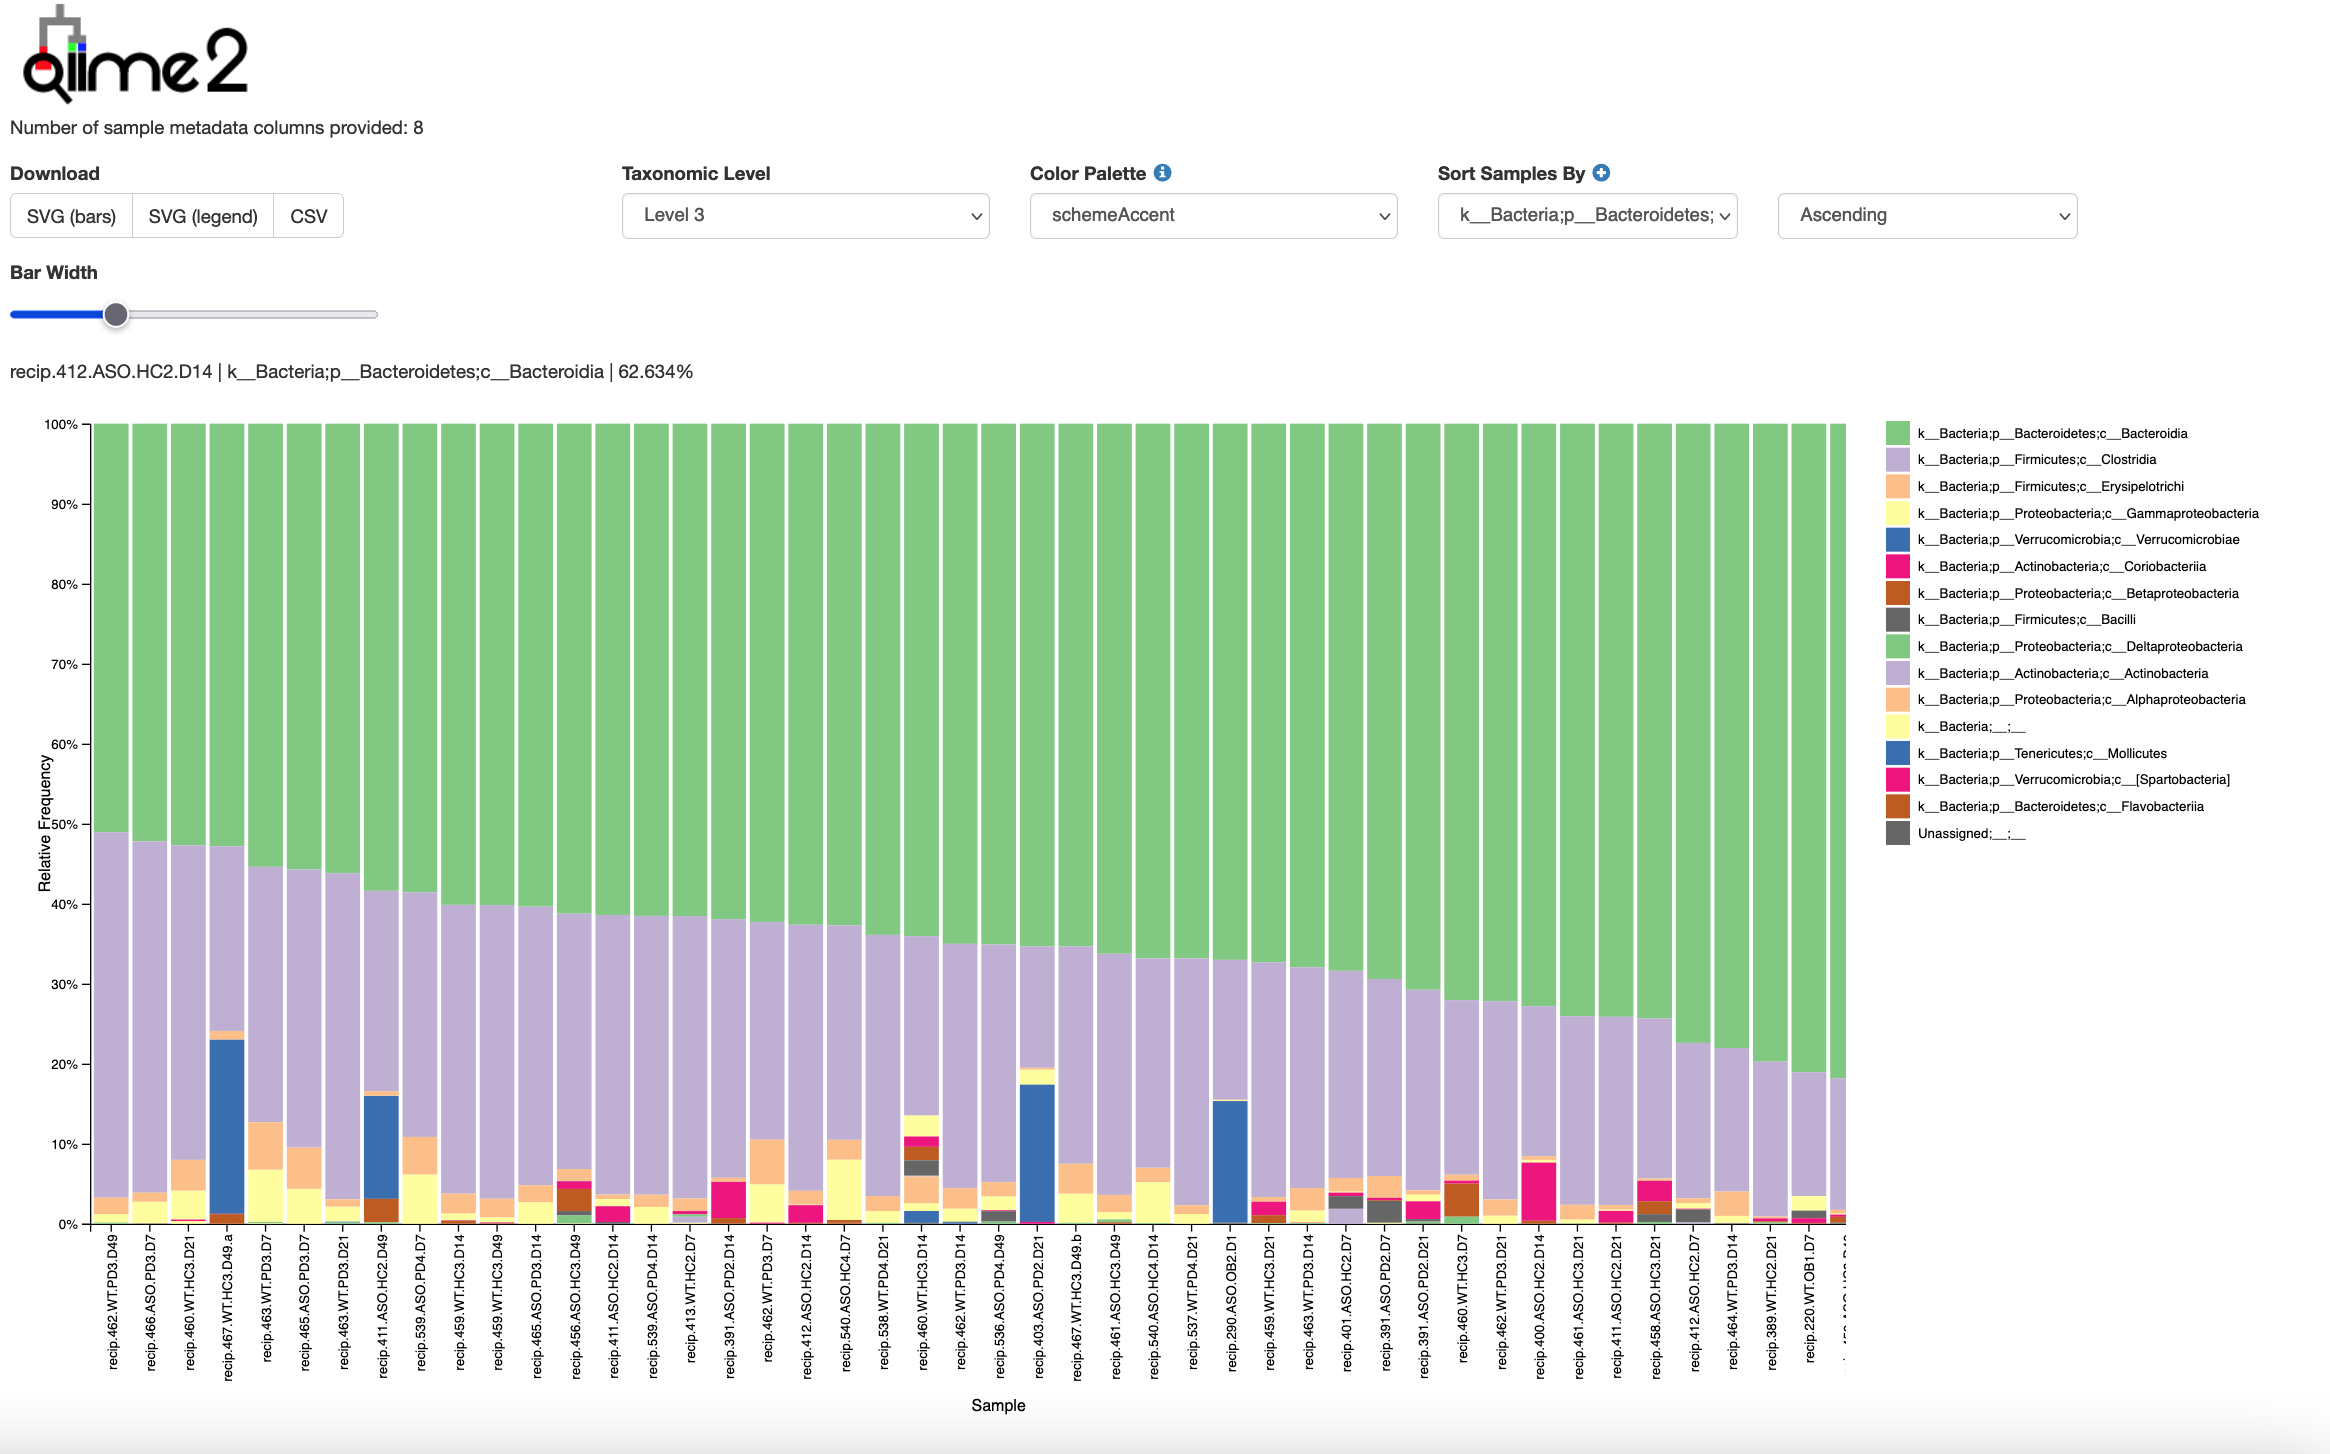 qiime2
Number of sample metadata columns provided: 8
Download
SVG (bars) SVG (legend) CSV
Taxonomic Level
Level 3
Color Palette
schemeAccent
Sort Samples By
k__Bacteria;p__Bacteroidetes;
Ascending
Bar Width
recip.412.ASO.HC2.D14 | k__Bacteria;p__Bacteroidetes;c__Bacteroidia | 62.634%
100%
90%
80%
70%
60%
50%
40%
30%
20%
10%
0%
Relative Frequency
recip.462.WT.PD3.D49
recip.466.ASO.PD3.D7
recip.460.WT.HC3.D21
recip.467.WT.HC3.D49.a
recip.463.WT.PD3.D7
recip.465.ASO.PD3.D7
recip.463.WT.PD3.D21
recip.411.ASO.HC2.D49
recip.539.ASO.PD4.D7
recip.459.WT.HC3.D14
recip.459.WT.HC3.D49
recip.465.ASO.PD3.D14
recip.456.ASO.HC3.D49
recip.411.ASO.HC2.D14
recip.539.ASO.PD4.D14
recip.413.WT.HC2.D7
recip.391.ASO.PD2.D14
recip.462.WT.PD3.D7
recip.412.ASO.HC2.D14
recip.540.ASO.HC4.D7
recip.538.WT.PD4.D21
recip.460.WT.HC3.D14
recip.462.WT.PD3.D14
recip.536.ASO.PD4.D49
recip.403.ASO.PD2.D21
recip.467.WT.HC3.D49.b
recip.461.ASO.HC3.D49
recip.540.ASO.HC4.D14
recip.537.WT.PD4.D21
recip.290.ASO.OB2.D1
recip.459.WT.HC3.D21
recip.463.WT.PD3.D14
recip.401.ASO.HC2.D7
recip.391.ASO.PD2.D7
recip.391.ASO.PD2.D21
recip.460.WT.HC3.D7
recip.462.WT.PD3.D21
recip.400.ASO.HC2.D14
recip.461.ASO.HC3.D21
recip.411.ASO.HC2.D21
recip.458.ASO.HC3.D21
recip.412.ASO.HC2.D7
recip.464.WT.PD3.D14
recip.389.WT.HC2.D21
recip.220.WT.OB1.D7
Sample
k__Bacteria;p__Bacteroidetes;c__Bacteroidia
k__Bacteria;p__Firmicutes;c__Clostridia
k__Bacteria;p__Firmicutes;c__Erysipelotrichi
k__Bacteria;p__Proteobacteria;c__Gammaproteobacteria
k__Bacteria;p__Verrucomicrobia;c__Verrucomicrobiae
k__Bacteria;p__Actinobacteria;c__Coriobacteriia
k__Bacteria;p__Proteobacteria;c__Betaproteobacteria
k__Bacteria;p__Firmicutes;c__Bacilli
k__Bacteria;p__Proteobacteria;c__Deltaproteobacteria
k__Bacteria;p__Actinobacteria;c__Actinobacteria
k__Bacteria;p__Proteobacteria;c__Alphaproteobacteria
k__Bacteria;__;__
k__Bacteria;p__Tenericutes;c__Mollicutes
k__Bacteria;p__Verrucomicrobia;c__[Spartobacteria]
k__Bacteria;p__Bacteroidetes;c__Flavobacteriia
Unassigned;__;__